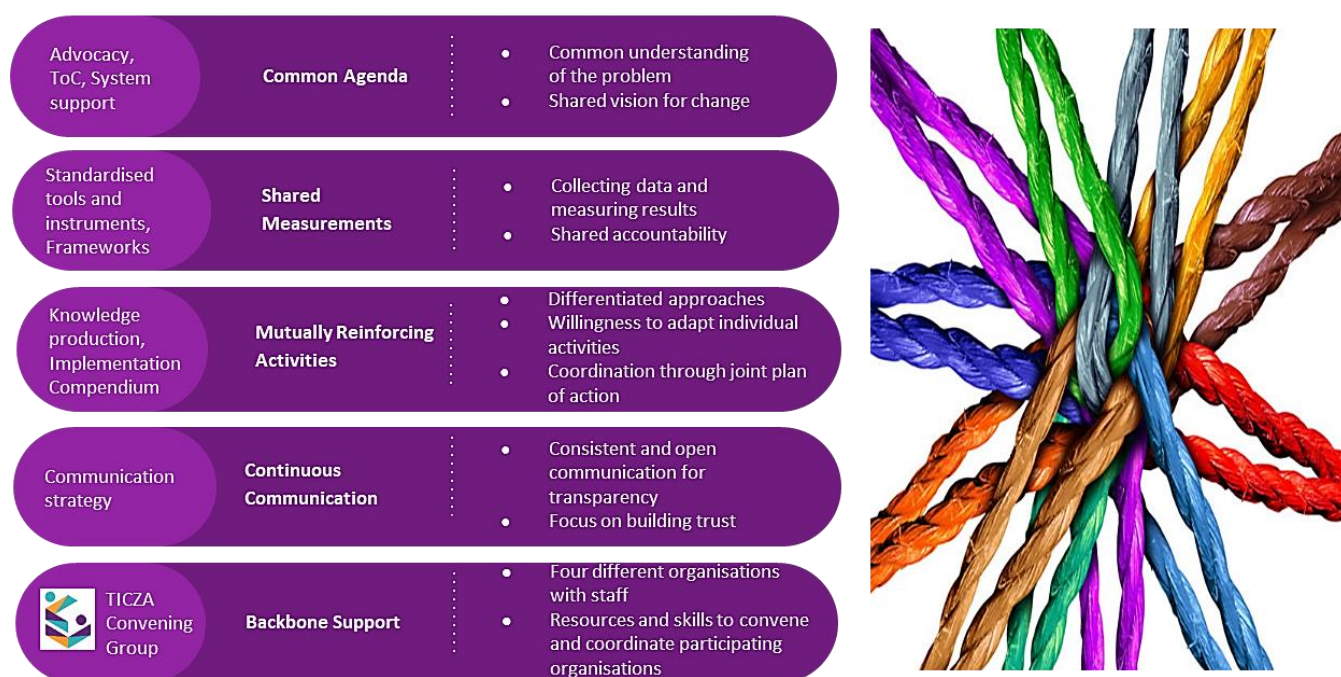 Advocacy,
ToC, System
support
Common Agenda
● Common understanding
of the problem
● Shared vision for change
Standardised
tools and
instruments,
Frameworks
Shared
Measurements
● Collecting data and
measuring results
● Shared accountability
Knowledge
production,
Implementation
Compendium
Mutually Reinforcing
Activities
● Differentiated approaches
● Willingness to adapt individual
activities
● Coordination through joint plan
of action
Communication
strategy
Continuous
Communication
● Consistent and open
communication for
transparency
● Focus on building trust
TICZA
Convening
Group
Backbone Support
● Four different organisations
with staff
● Resources and skills to convene
and coordinate participating
organisations